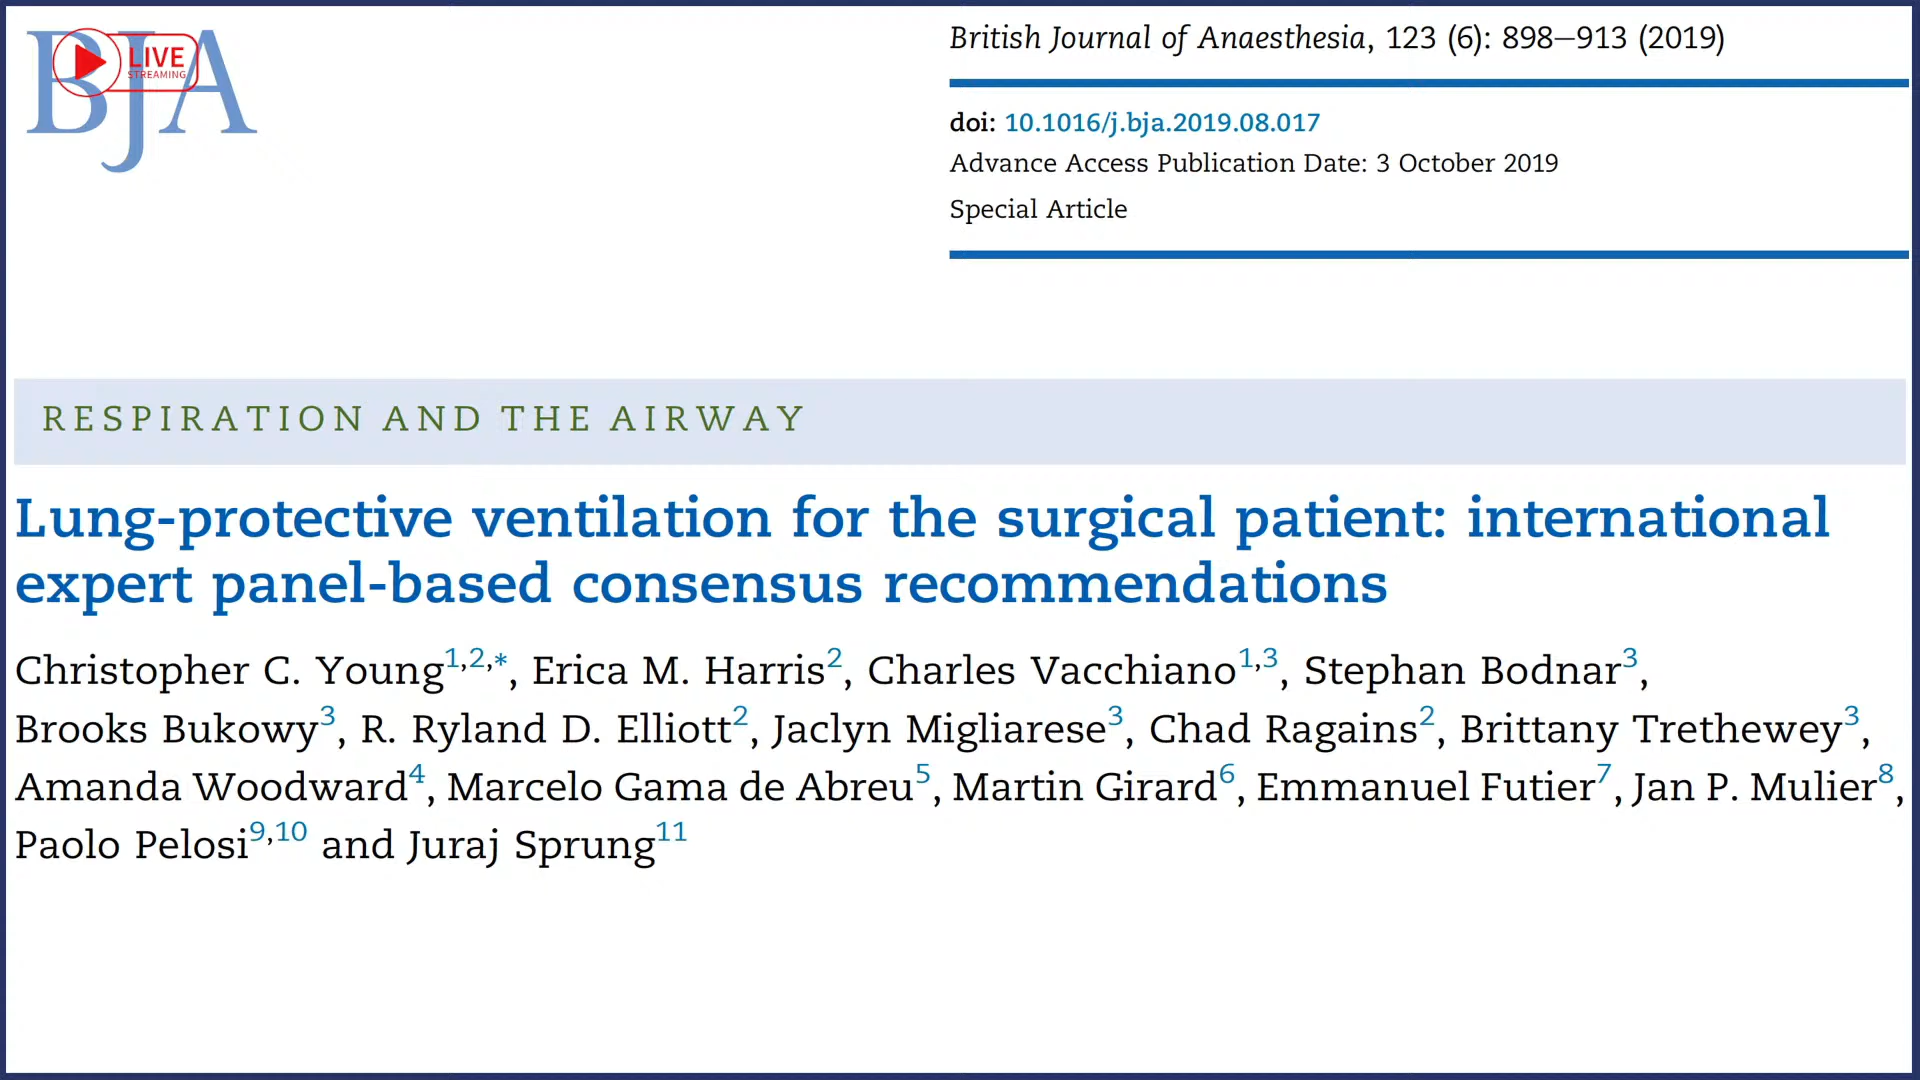 BJA
LIVE
STREAMING
British Journal of Anaesthesia, 123 (6): 898–913 (2019)
doi: 10.1016/j.bja.2019.08.017
Advance Access Publication Date: 3 October 2019
Special Article
RESPIRATION AND THE AIRWAY
Lung-protective ventilation for the surgical patient: international
expert panel-based consensus recommendations
Christopher C. Young1,2,*, Erica M. Harris2, Charles Vacchiano1,3, Stephan Bodnar3,
Brooks Bukowy3, R. Ryland D. Elliott2, Jaclyn Migliarese3, Chad Ragains2, Brittany Trethewey3,
Amanda Woodward4, Marcelo Gama de Abreu5, Martin Girard6, Emmanuel Futier7, Jan P. Mulier8,
Paolo Pelosi9,10 and Juraj Sprung11